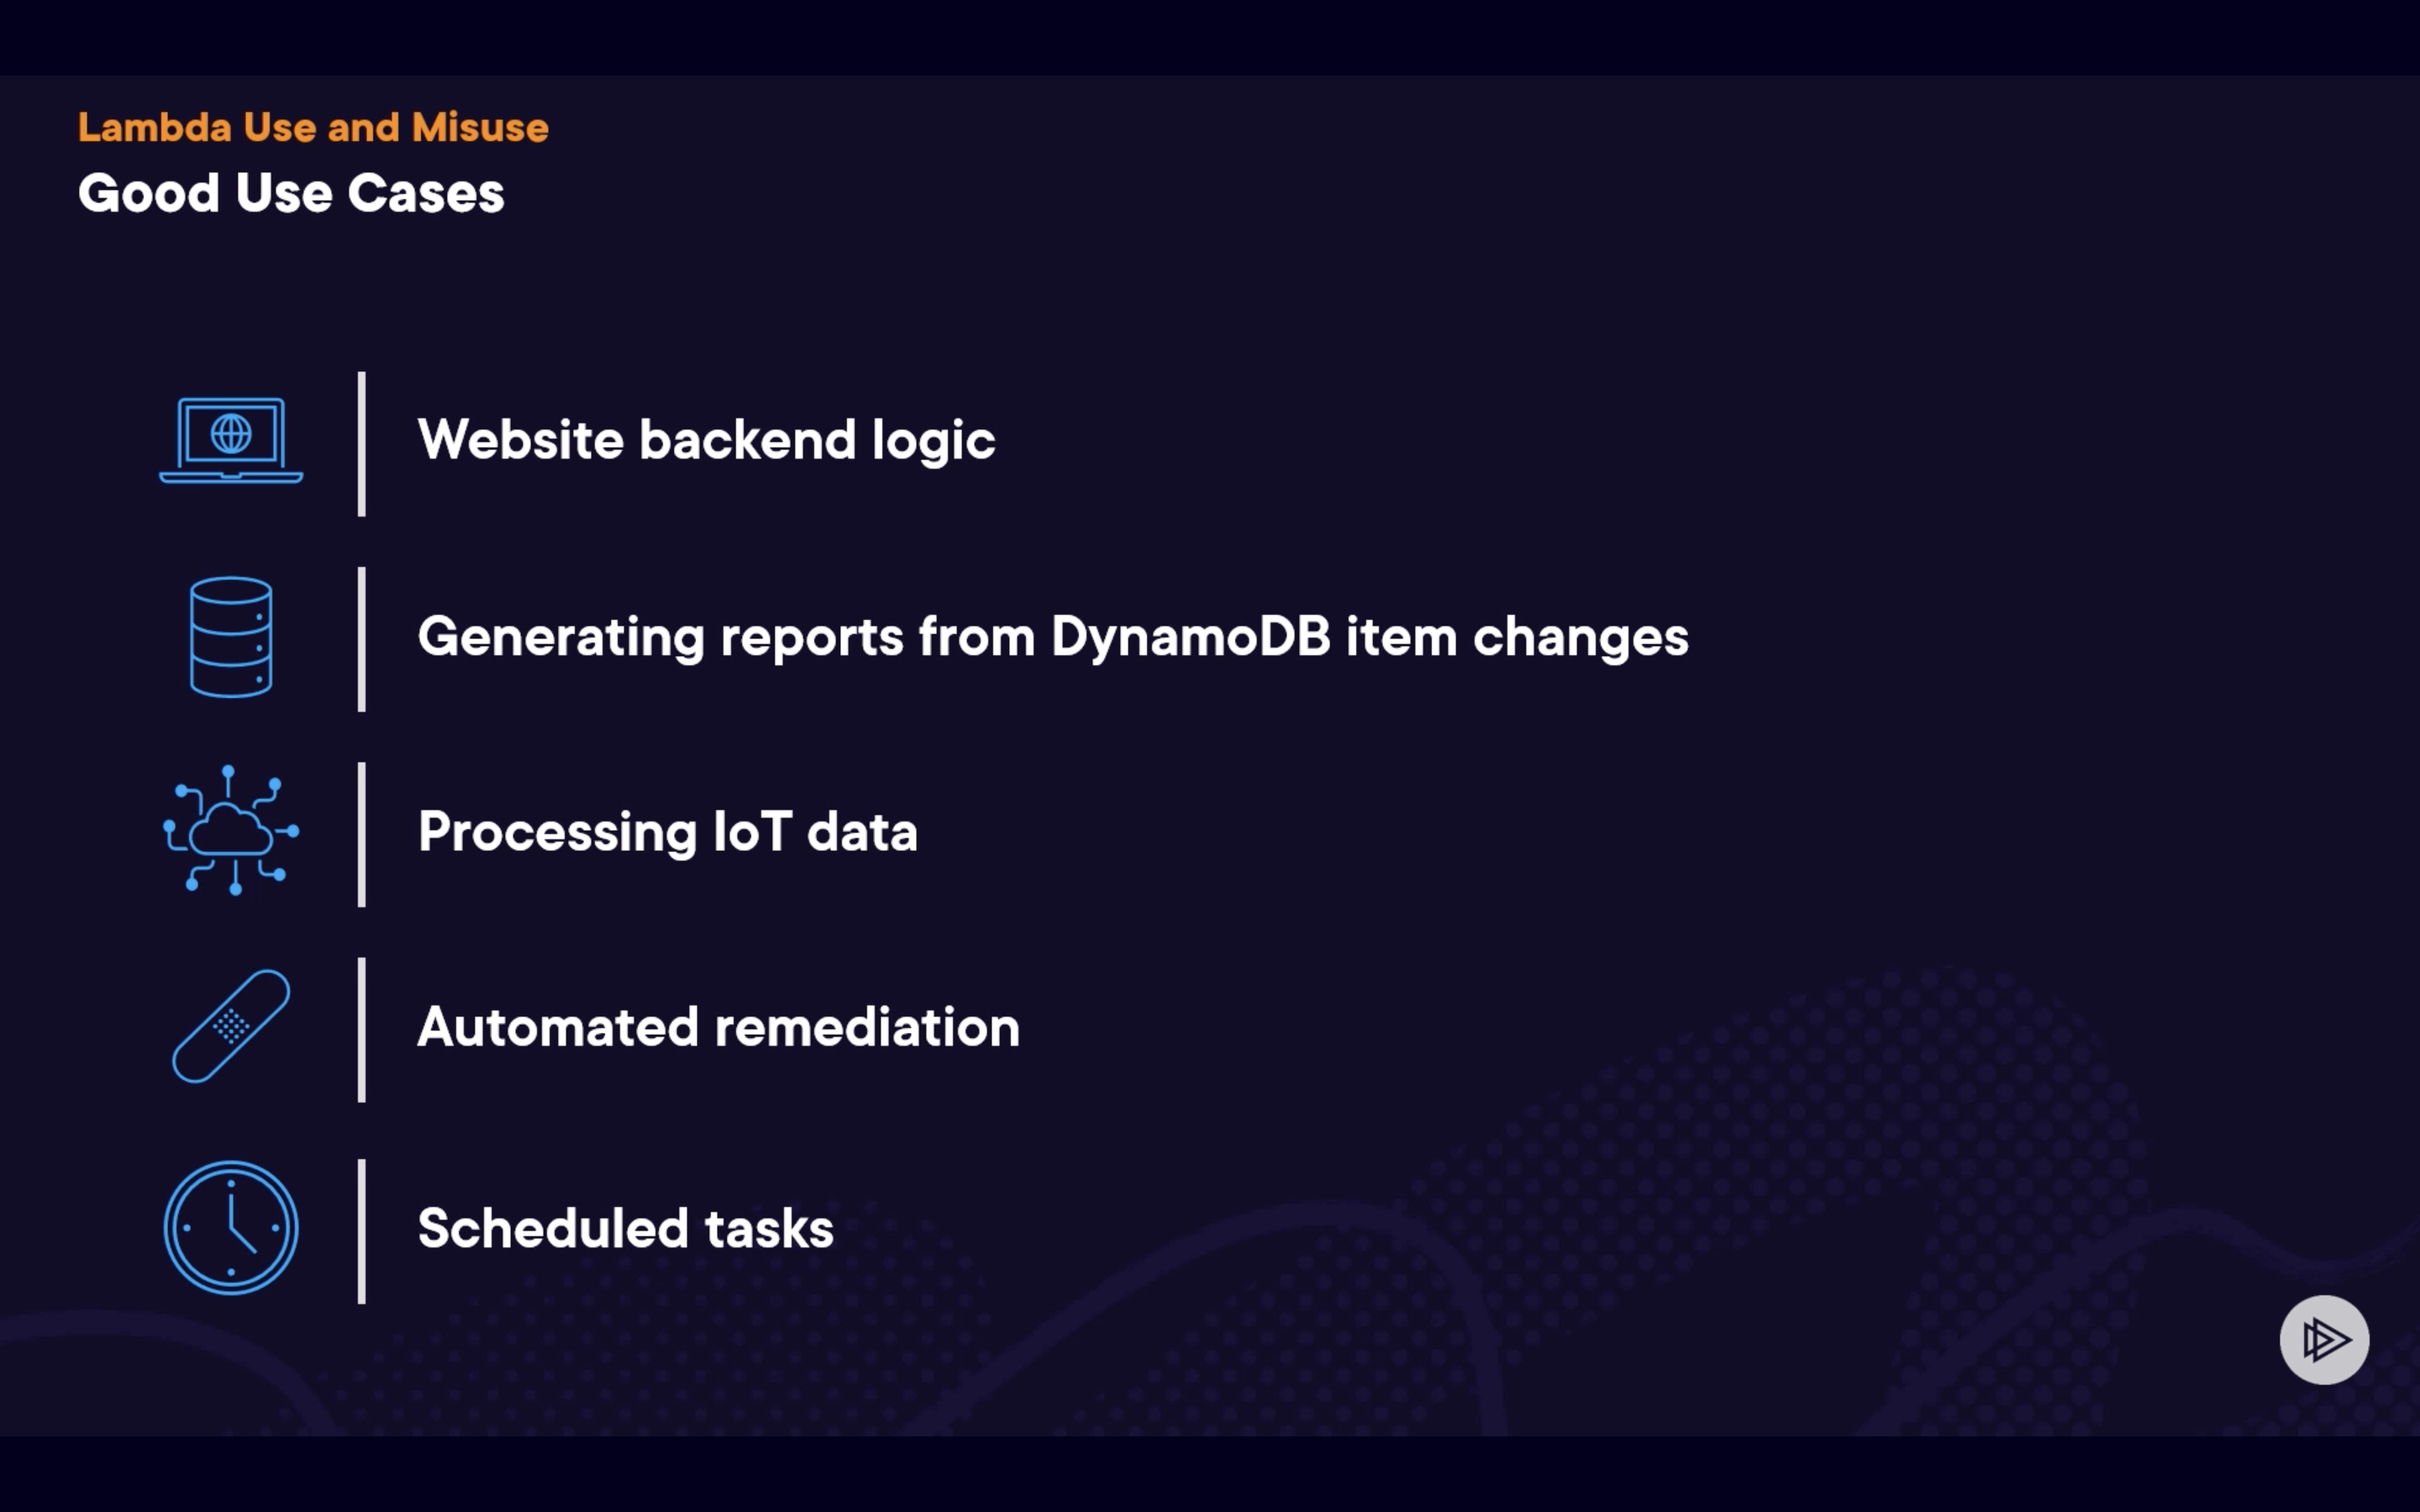 Lambda Use and Misuse
Good Use Cases
Website backend logic
Generating reports from DynamoDB item changes
Processing IoT data
Automated remediation
Scheduled tasks